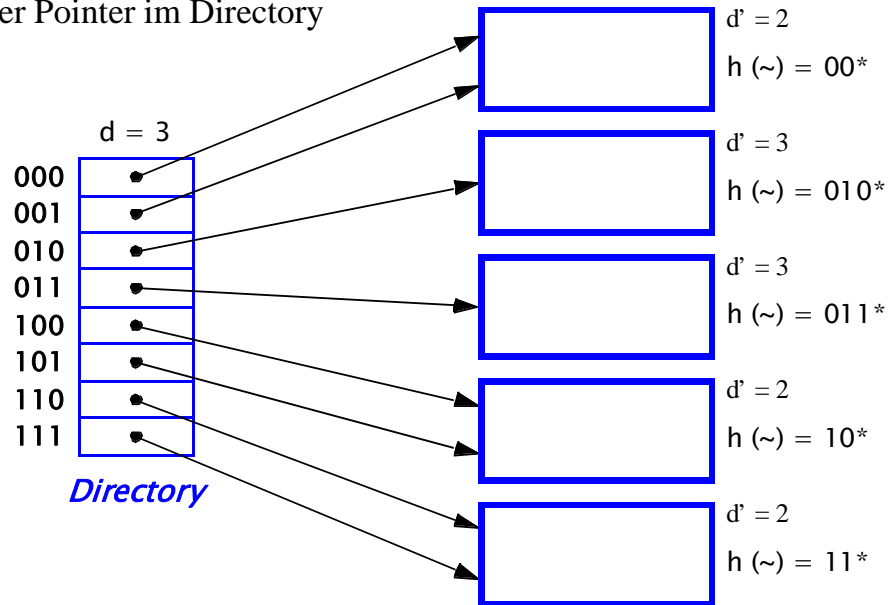 er Pointer im Directory
d = 3
000
001
010
011
100
101
110
111
Directory
d’ = 2
h (~) = 00*
d’ = 3
h (~) = 010*
d’ = 3
h (~) = 011*
d’ = 2
h (~) = 10*
d’ = 2
h (~) = 11*